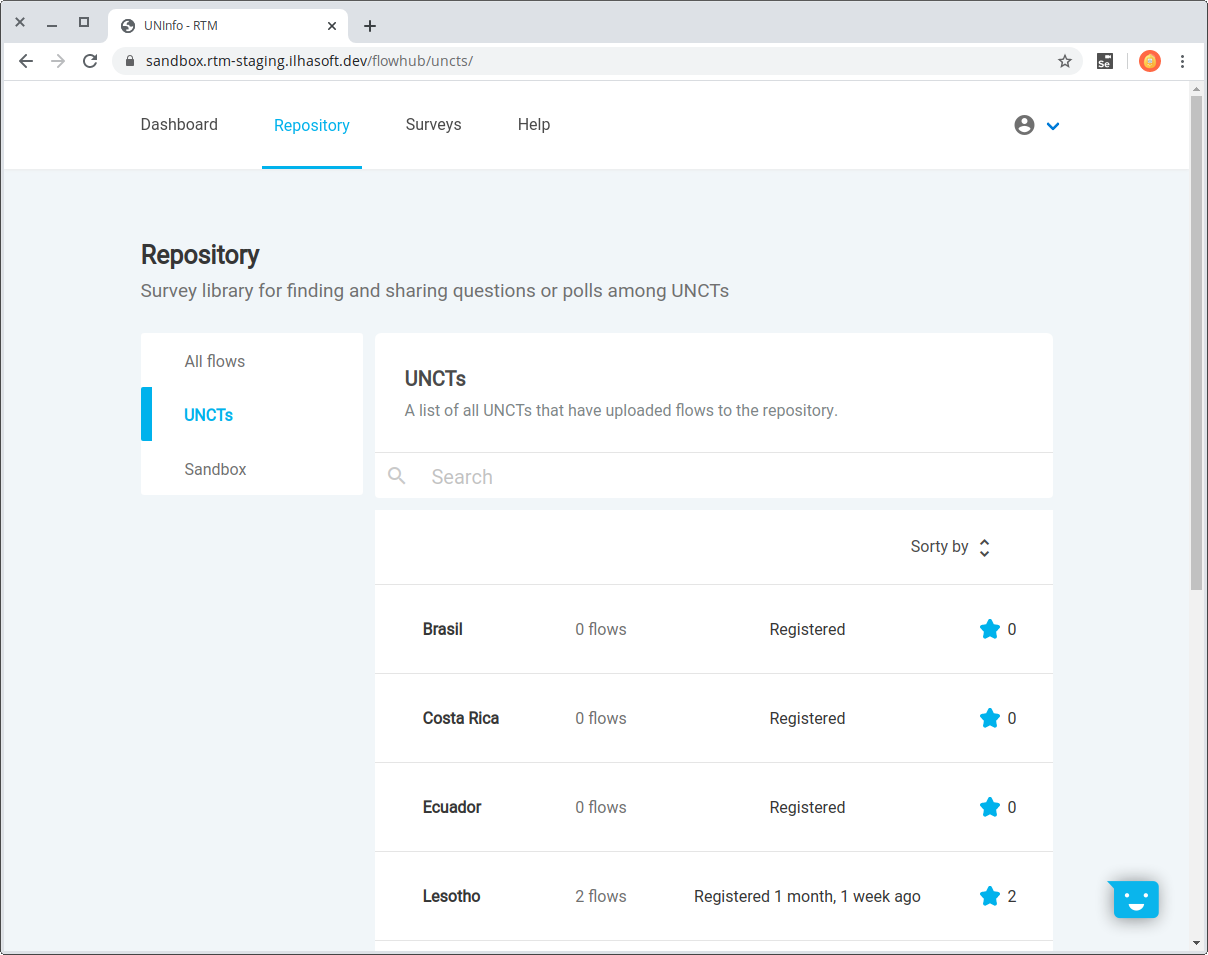 UNInfo - RTM
sandbox.rtm-staging.ilhasoft.dev/flowhub/uncts/
Se
Dashboard Repository Surveys Help
Repository
Survey library for finding and sharing questions or polls among UNCTs
All flows
UNCTs
Sandbox
UNCTs
A list of all UNCTs that have uploaded flows to the repository.
Search
Sorty by
Brasil 0 flows Registered 0
Costa Rica 0 flows Registered 0
Ecuador 0 flows Registered 0
Lesotho 2 flows Registered 1 month, 1 week ago 2